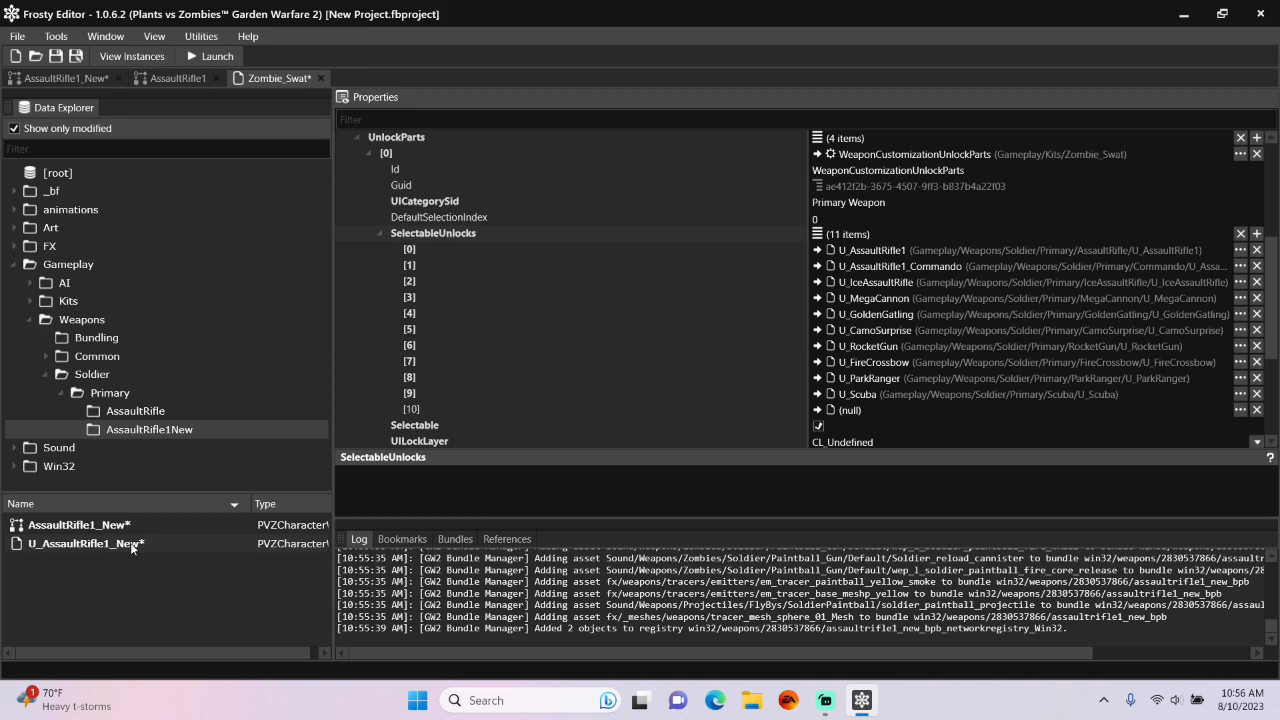 Frosty Editor - 1.0.6.2 (Plants vs Zombies™ Garden Warfare 2) [New Project.fbproject]
File Tools Window View Utilities Help
View Instances Launch
AssaultRifle1_New* AssaultRifle1 Zombie_Swat*
Data Explorer
Show only modified
Filter
[root]
_bf
animations
Art
FX
Gameplay
AI
Kits
Weapons
Bundling
Common
Soldier
Primary
AssaultRifle
AssaultRifle1New
Sound
Win32
Name Type
AssaultRifle1_New* PVZCharacter
U_AssaultRifle1_New* PVZCharacter
Properties
Filter
UnlockParts (4 items)
[0] WeaponCustomizationUnlockParts (Gameplay/Kits/Zombie_Swat)
Id WeaponCustomizationUnlockParts
Guid ae412f2b-3675-4507-9ff3-b837b4a22f03
UICategorySid Primary Weapon
DefaultSelectionIndex 0
SelectableUnlocks (11 items)
[0] U_AssaultRifle1 (Gameplay/Weapons/Soldier/Primary/AssaultRifle/U_AssaultRifle1)
[1] U_AssaultRifle1_Commando (Gameplay/Weapons/Soldier/Primary/Commando/U_Assa...
[2] U_IceAssaultRifle (Gameplay/Weapons/Soldier/Primary/IceAssaultRifle/U_IceAssaultRifle)
[3] U_MegaCannon (Gameplay/Weapons/Soldier/Primary/MegaCannon/U_MegaCannon)
[4] U_GoldenGatling (Gameplay/Weapons/Soldier/Primary/GoldenGatling/U_GoldenGatling)
[5] U_CamoSurprise (Gameplay/Weapons/Soldier/Primary/CamoSurprise/U_CamoSurprise)
[6] U_RocketGun (Gameplay/Weapons/Soldier/Primary/RocketGun/U_RocketGun)
[7] U_FireCrossbow (Gameplay/Weapons/Soldier/Primary/FireCrossbow/U_FireCrossbow)
[8] U_ParkRanger (Gameplay/Weapons/Soldier/Primary/ParkRanger/U_ParkRanger)
[9] U_Scuba (Gameplay/Weapons/Soldier/Primary/Scuba/U_Scuba)
[10] (null)
Selectable
UILockLayer CL_Undefined
SelectableUnlocks ?
Log Bookmarks Bundles References
[10:55:35 AM]: [GW2 Bundle Manager] Adding asset Sound/Weapons/Zombies/Soldier/Paintball_Gun/Default/Soldier_reload_cannister to bundle win32/weapons/2830537866/assault
[10:55:35 AM]: [GW2 Bundle Manager] Adding asset Sound/Weapons/Zombies/Soldier/Paintball_Gun/Default/wep_l_soldier_paintball_fire_core_release to bundle win32/weapons/2
[10:55:35 AM]: [GW2 Bundle Manager] Adding asset fx/weapons/tracers/emitters/em_tracer_paintball_yellow_smoke to bundle win32/weapons/2830537866/assaultrifle1_new_bpb
[10:55:35 AM]: [GW2 Bundle Manager] Adding asset fx/weapons/tracers/emitters/em_tracer_base_meshp_yellow to bundle win32/weapons/2830537866/assaultrifle1_new_bpb
[10:55:35 AM]: [GW2 Bundle Manager] Adding asset Sound/Weapons/Projectiles/FlyBys/SoldierPaintball/soldier_paintball_projectile to bundle win32/weapons/2830537866/assaul
[10:55:35 AM]: [GW2 Bundle Manager] Adding asset fx/_meshes/weapons/tracer_mesh_sphere_01_Mesh to bundle win32/weapons/2830537866/assaultrifle1_new_bpb
[10:55:39 AM]: [GW2 Bundle Manager] Added 2 objects to registry win32/weapons/2830537866/assaultrifle1_new_bpb_networkregistry_Win32.
1
70°F
Heavy t-storms
Search
EA
10:56 AM
8/10/2023